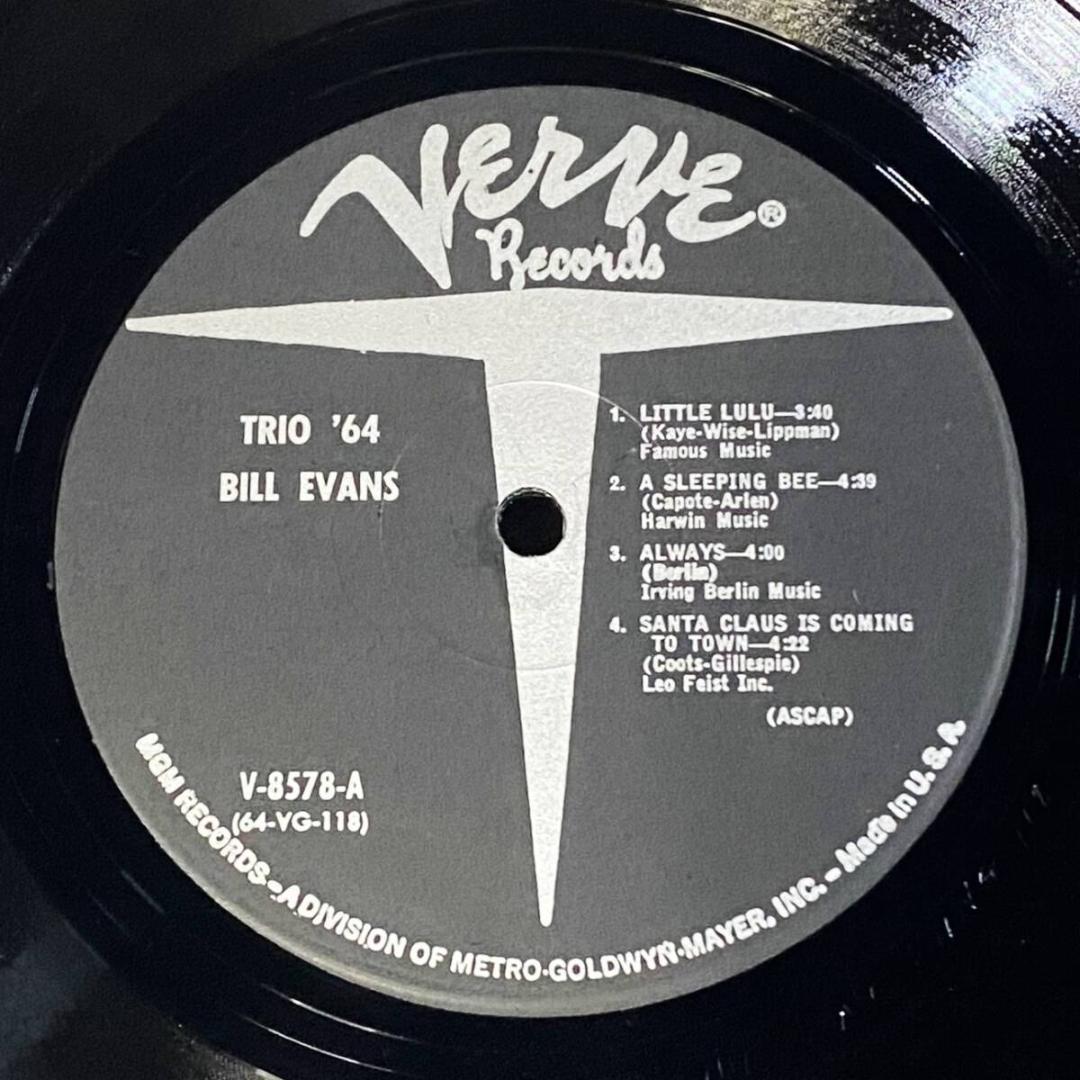 Verve®
Records
TRIO '64
BILL EVANS
1. LITTLE LULU—3:40
(Kaye-Wise-Lippman)
Famous Music
2. A SLEEPING BEE—4:39
(Capote-Arlen)
Harwin Music
3. ALWAYS—4:00
(Berlin)
Irving Berlin Music
4. SANTA CLAUS IS COMING
TO TOWN—4:22
(Coots-Gillespie)
Leo Feist Inc.
(ASCAP)
V-8578-A
(64-VG-118)
MGM RECORDS-A DIVISION OF METRO-GOLDWYN-MAYER, INC. - Made in U.S.A.